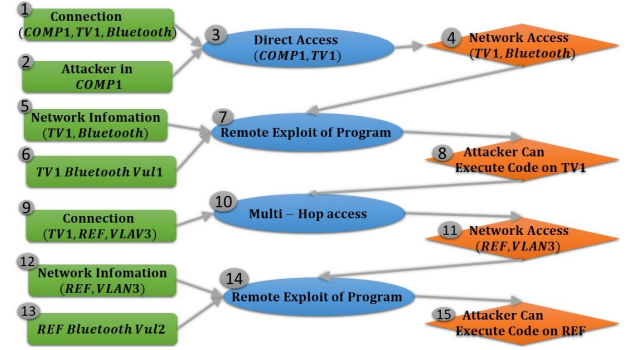 1
Connection
(COMP1,TV1,Bluetooth)
2
Attacker in
COMP1
3
Direct Access
(COMP1,TV1)
4
Network Access
(TV1,Bluetooth)
5
Network Infomation
(TV1,Bluetooth)
6
TV1 Bluetooth Vul1
7
Remote Exploit of Program
8
Attacker Can
Execute Code on TV1
9
Connection
(TV1,REF,VLAV3)
10
Multi − Hop access
11
Network Access
(REF,VLAN3)
12
Network Infomation
(REF,VLAN3)
13
REF Bluetooth Vul2
14
Remote Exploit of Program
15
Attacker Can
Execute Code on REF